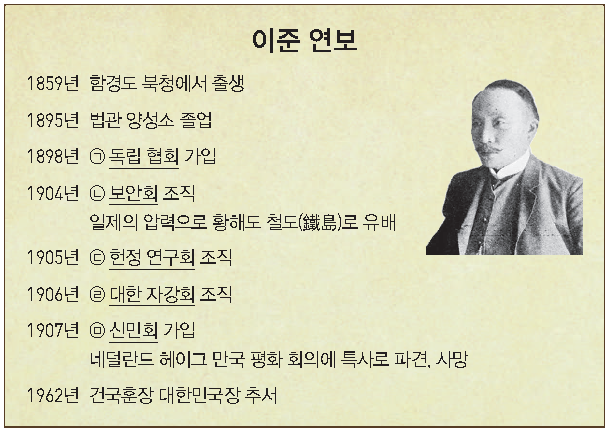 이준 연보
1859년 함경도 북청에서 출생
1895년 법관 양성소 졸업
1898년 ㉠ 독립 협회 가입
1904년 ㉡ 보안회 조직
일제의 압력으로 황해도 철도(鐵島)로 유배
1905년 ㉢ 헌정 연구회 조직
1906년 ㉣ 대한 자강회 조직
1907년 ㉤ 신민회 가입
네덜란드 헤이그 만국 평화 회의에 특사로 파견, 사망
1962년 건국훈장 대한민국장 추서